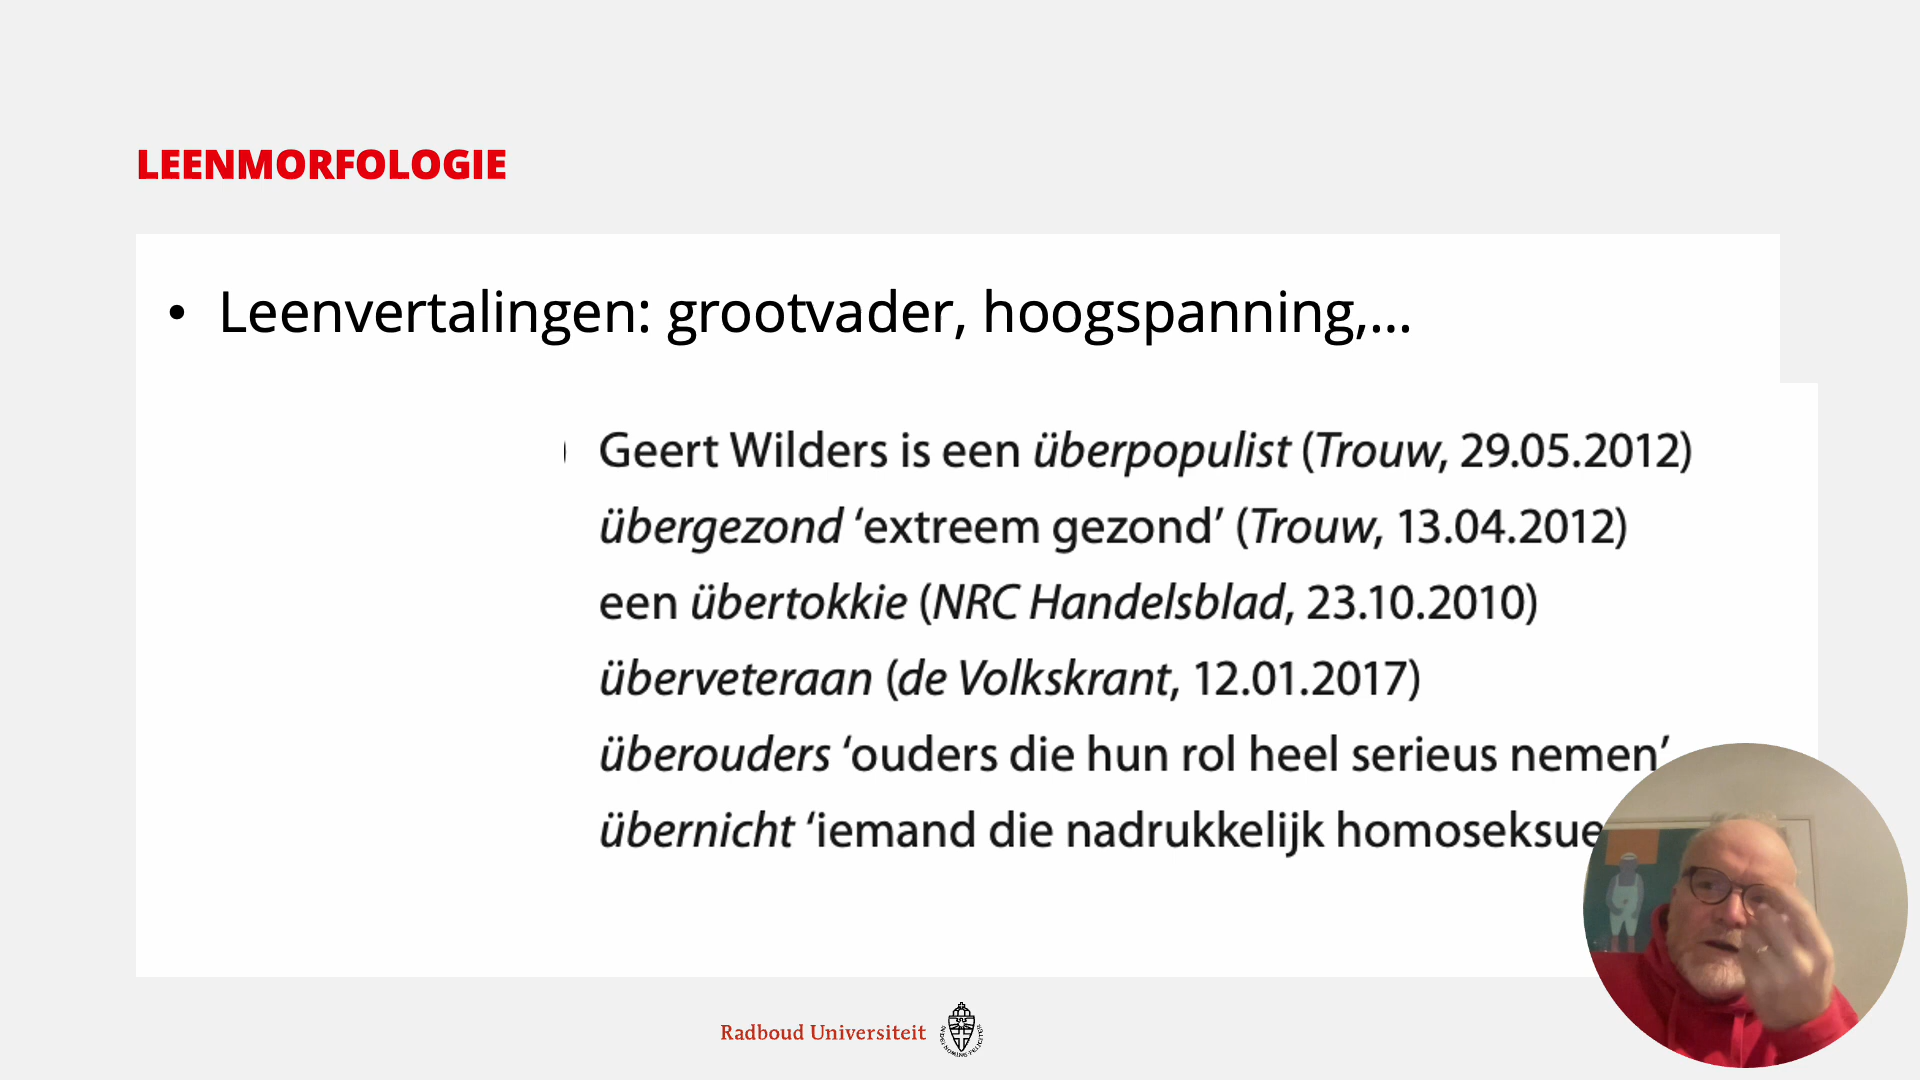 LEENMORFOLOGIE
• Leenvertalingen: grootvader, hoogspanning,...
Geert Wilders is een überpopulist (Trouw, 29.05.2012)
übergezond ‘extreem gezond’ (Trouw, 13.04.2012)
een übertokkie (NRC Handelsblad, 23.10.2010)
überveteraan (de Volkskrant, 12.01.2017)
überouders ‘ouders die hun rol heel serieus nemen’
übernicht ‘iemand die nadrukkelijk homoseksue
Radboud Universiteit